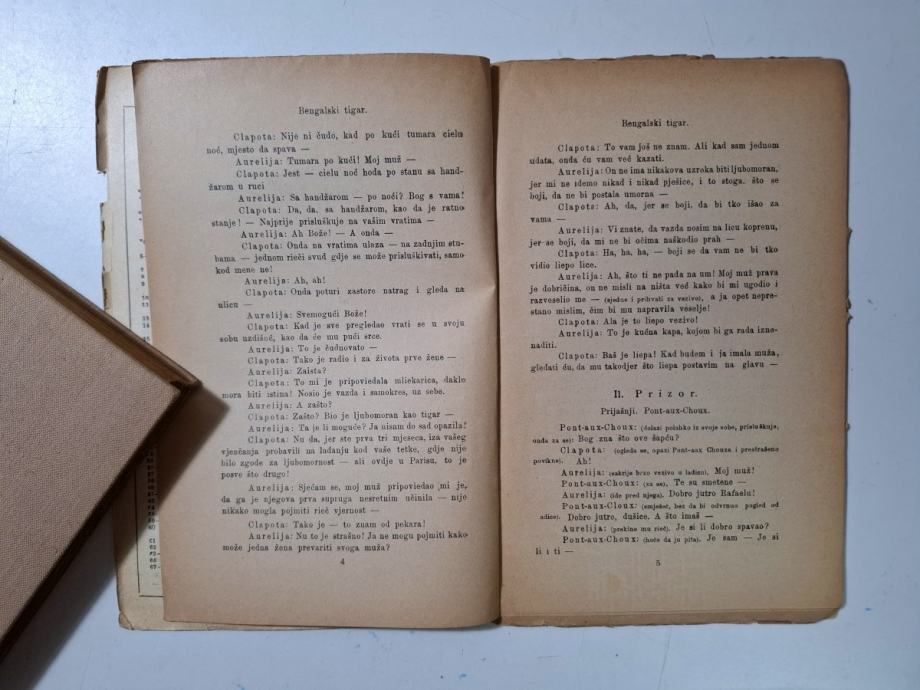 Bengalski tigar.
Clapota: Nije ni čudo, kad po kući tumara cielu
noć, mjesto da spava —
Aurelija: Tumara po kući! Moj muž —
Clapota: Jest — cielu noć hoda po stanu sa hand-
žarom u ruci
Aurelija: Sa handžarom — po noći? Bog s vama!
Clapota: Da, da, sa handžarom, kao da je ratno
stanje! — Najprije prisluškuje na vašim vratima —
Aurelija: Ah Bože! — A onda —
Clapota: Onda na vratima ulaza — na zadnjim stu-
bama — jednom rieči svud gdje se može prisluškivati, samo
kod mene ne!
Aurelija: Ah, ah!
Clapota: Onda poturi zastore natrag i gleda na
ulicu —
Aurelija: Svemogući Bože!
Clapota: Kad je sve pregledao vrati se u svoju
sobu uzdišuć, kao da će mu pući srce.
Aurelija: To je čudnovato —
Clapota: Tako je radio i za života prve žene —
Aurelija: Zaista?
Clapota: To mi je pripoviedala mliekarica, dakle
mora biti istina! Nosio je vazda i samokres, uz sebe.
Aurelija: A zašto?
Clapota: Zašto? Bio je ljubomoran kao tigar —
Aurelija: Ta je li moguće? Ja nisam do sad opazila!
Clapota: Nu da, jer ste prva tri mjeseca, iza vašeg
vjenčanja probavili na ladanju kod vaše tetke, gdje nije
bilo zgode za ljubomornost — ali ovdje u Parisu, to je
posve što drugo!
Aurelija: Sjećam se, moj muž pripoviedao mi je,
da ga je njegova prva supruga nesretnim učinila — nije
nikako mogla pojmiti rieč vjernost —
Clapota: Tako je — to znam od pekara!
Aurelija: Nu to je strašno! Ja ne mogu pojmiti kako
može jedna žena prevariti svoga muža?
4
Bengalski tigar.
Clapota: To vam još ne znam. Ali kad sam jednom
udata, onda ću vam već kazati.
Aurelija: On ne ima nikakova uzroka biti ljubomoran,
jer mi ne idemo nikad i nikad pješice, i to stoga, što se
boji, da ne bi postala umorna —
Clapota: Ah, da, jer se boji, da bi tko išao za
vama —
Aurelija: Vi znate, da vazda nosim na licu koprenu,
jer se boji, da mi ne bi očima naškodio prah —
Clapota: Ha, ha, ha, — boji se da vam ne bi tko
vidio liepo lice.
Aurelija: Ah, što ti ne pada na um! Moj muž prava
je dobričina, on ne misli na ništa već kako bi mi ugodio i
razveselio me — (sjedne i prihvati za vezivo), a ja opet nepre-
stano mislim, čim bi mu napravila veselje!
Clapota: Ala je to liepo vezivo!
Aurelija: To je kućna kapa, kojom bi ga rada izne-
naditi.
Clapota: Baš je liepa! Kad budem i ja imala muža,
gledati ću, da mu takodjer što liepa postavim na glavu —
II. Prizor.
Prijašnji. Pont-aux-Choux.
Pont-aux-Choux: (dolazi polahko iz svoje sobe, prisluškuje,
onda za se): Bog zna što ove šapću?
Clapota: (ogleda se, opazi Pont-aux Chouxa i prestrašeno
povikne). Ah!
Aurelija: (sakrije brzo vezivo u ladicu). Moj muž!
Pont-aux-Choux: (za se), Te su smetene —
Aurelija: (ide pred njega). Dobro jutro Rafaelu!
Pont-aux-Choux: (smješeć, bez da bi odvrnuo pogled od
ladice). Dobro jutro, dušice. A što imaš —
Aurelija: (prekine mu rieč). Je si li dobro spavao?
Pont-aux-Choux: (hoće da ju pita). Je sam — Je si
li i ti —
5